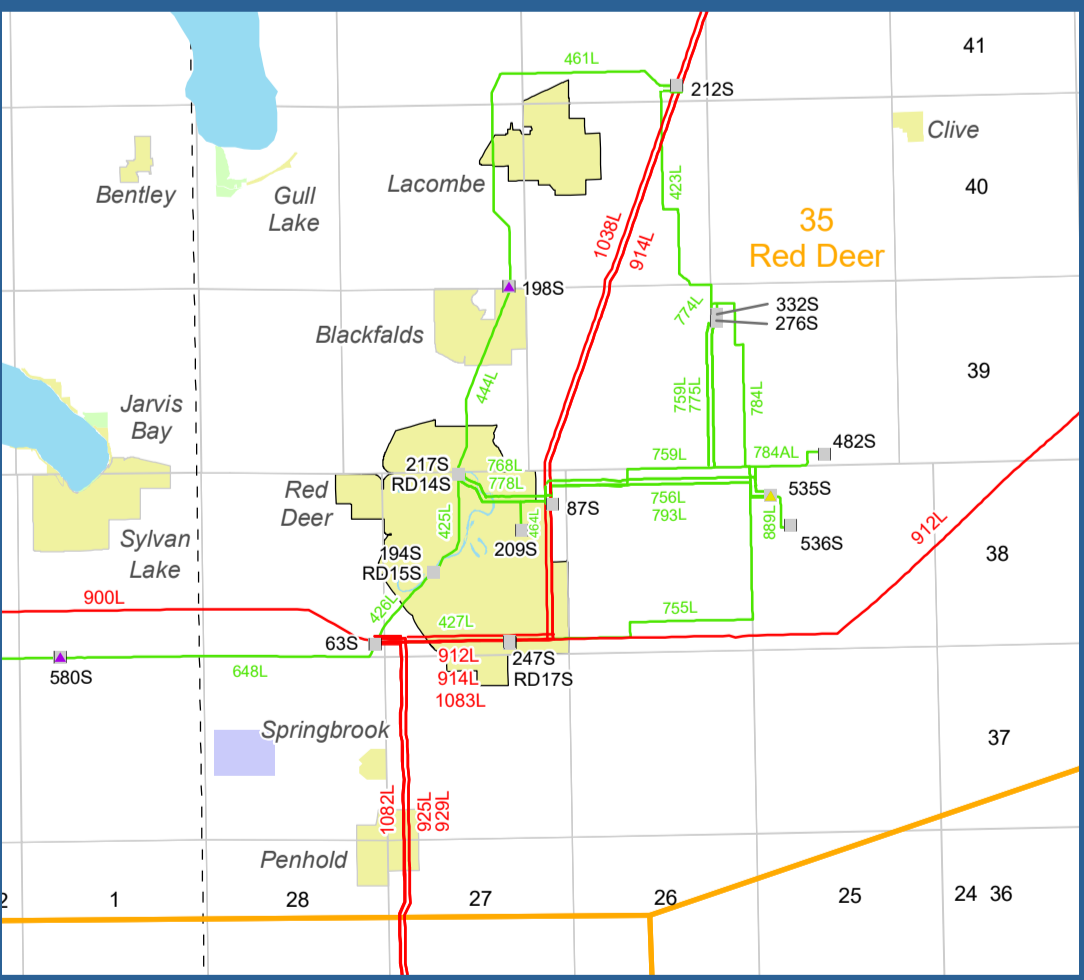 41
461L
212S
Clive
Bentley
Gull
Lake
Lacombe
423L
40
35
Red Deer
1038L
914L
198S
774L
332S
276S
Blackfalds
39
444L
759L
775L
784L
Jarvis
Bay
482S
217S
RD14S
768L
778L
759L
784AL
Red
Deer
425L
464L
87S
756L
793L
535S
889L
536S
912L
209S
Sylvan
Lake
194S
RD15S
38
900L
426L
427L
755L
63S
912L
914L
1083L
247S
RD17S
580S
648L
Springbrook
37
1082L
925L
929L
Penhold
2
1
28
27
26
25
24
36